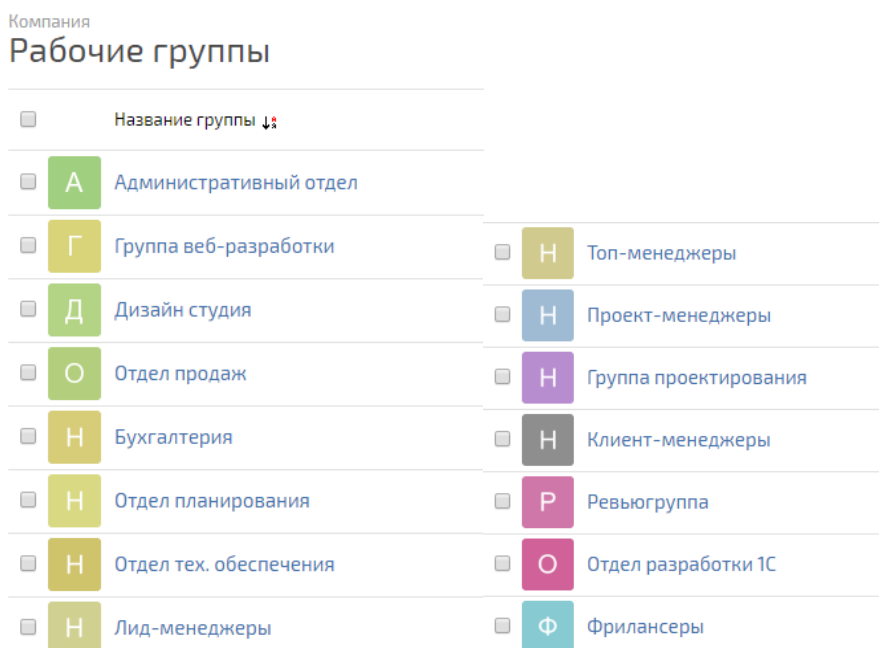 Компания
Рабочие группы
Название группы
А Административный отдел
Г Группа веб-разработки
Д Дизайн студия
О Отдел продаж
Н Бухгалтерия
Н Отдел планирования
Н Отдел тех. обеспечения
Н Лид-менеджеры
Н Топ-менеджеры
Н Проект-менеджеры
Н Группа проектирования
Н Клиент-менеджеры
Р Ревьюгруппа
О Отдел разработки 1С
Ф Фрилансеры